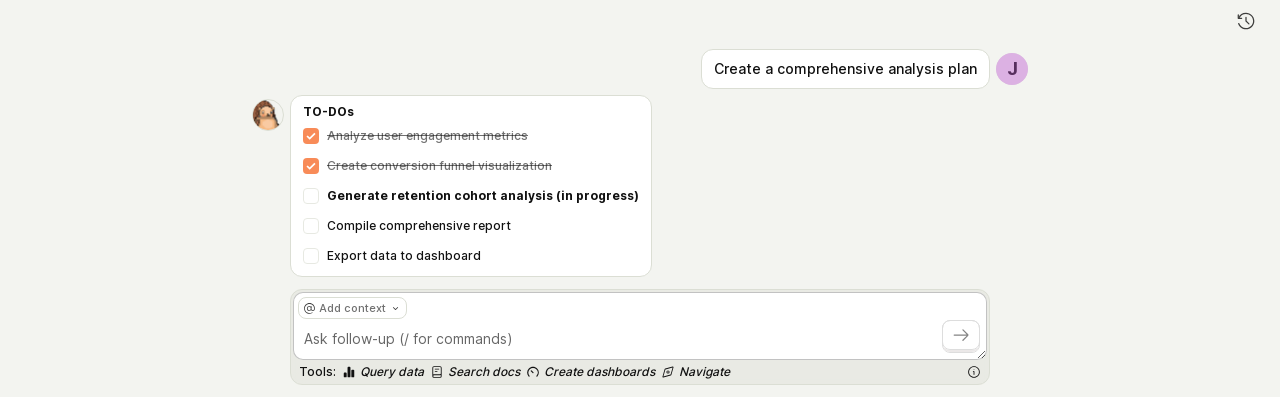 Create a comprehensive analysis plan
J
TO-DOs
Analyze user engagement metrics
Create conversion funnel visualization
Generate retention cohort analysis (in progress)
Compile comprehensive report
Export data to dashboard
@ Add context
Ask follow-up (/ for commands)
Tools: Query data Search docs Create dashboards Navigate